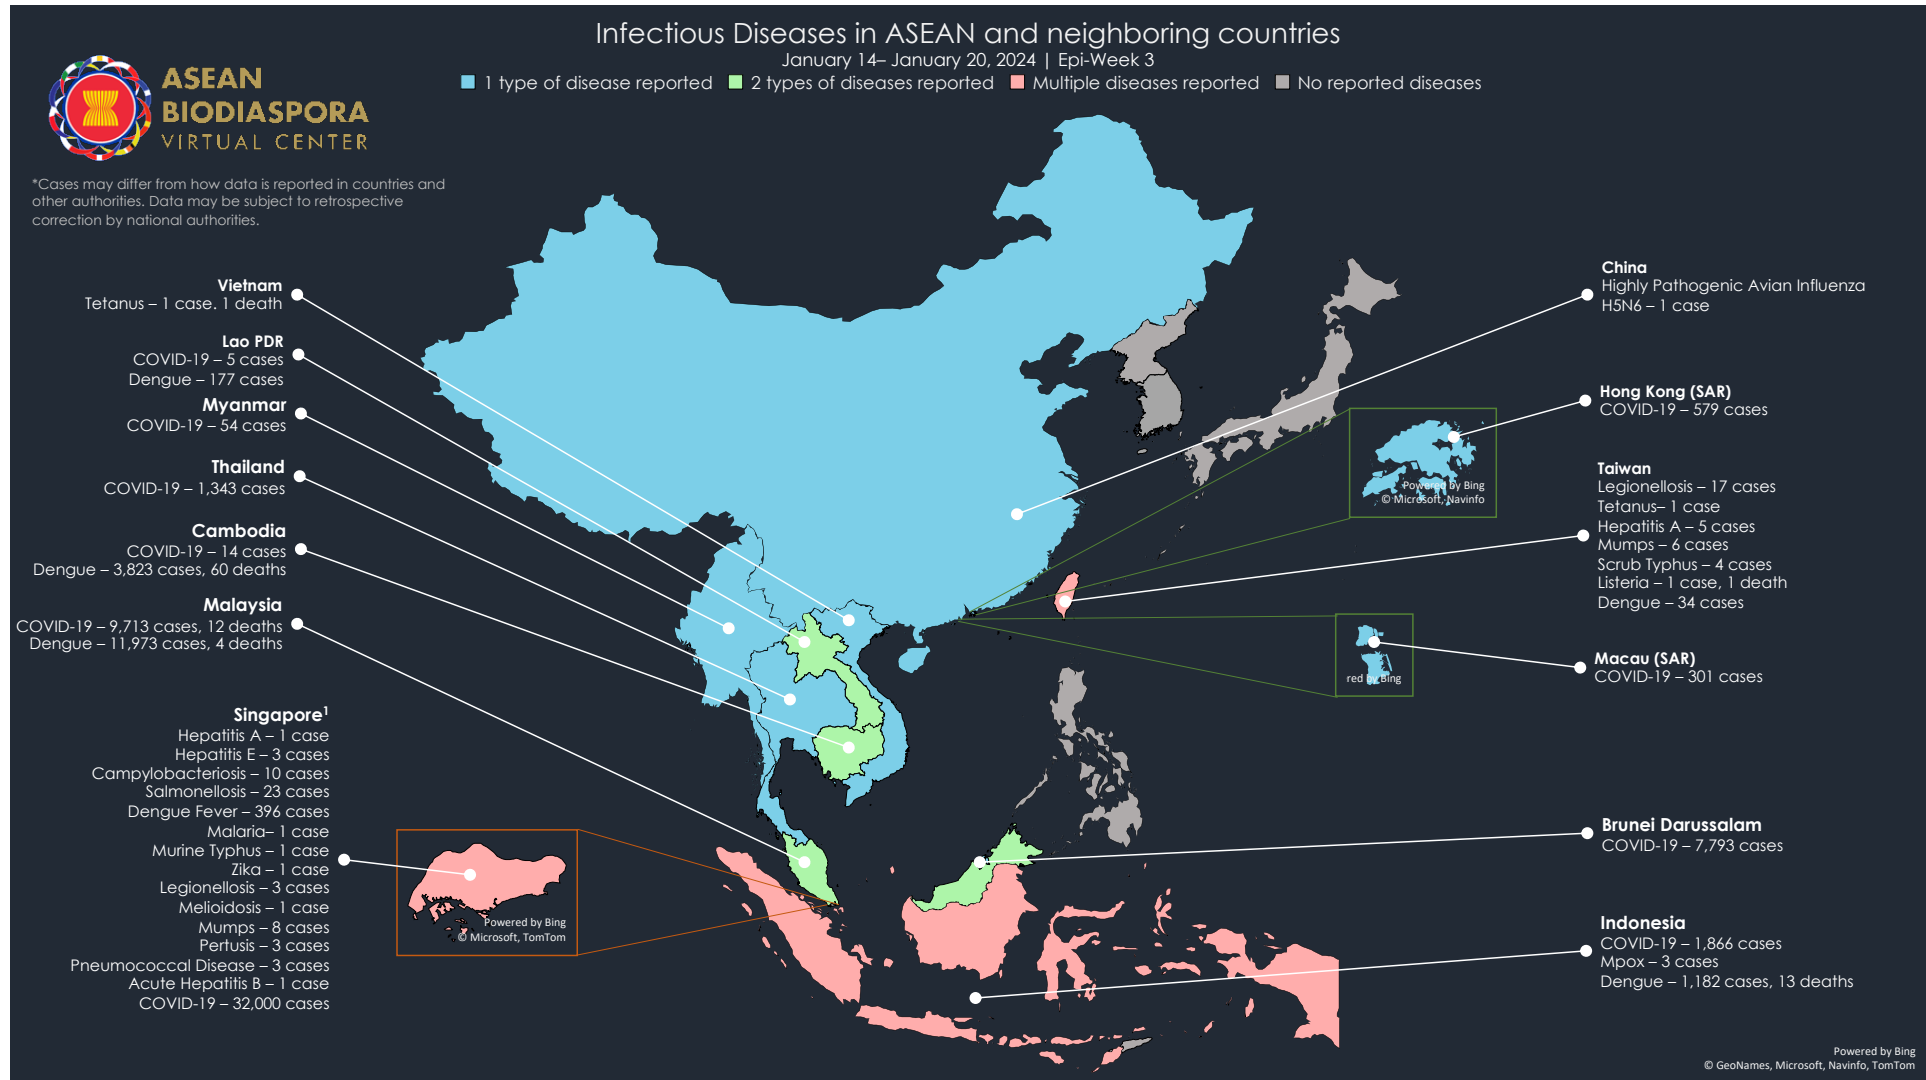 Infectious Diseases in ASEAN and neighboring countries
January 14– January 20, 2024 | Epi-Week 3
1 type of disease reported
2 types of diseases reported
Multiple diseases reported
No reported diseases
ASEAN
BIODIASPORA
VIRTUAL CENTER
*Cases may differ from how data is reported in countries and
other authorities. Data may be subject to retrospective
correction by national authorities.
Vietnam
Tetanus – 1 case. 1 death
Lao PDR
COVID-19 – 5 cases
Dengue – 177 cases
Myanmar
COVID-19 – 54 cases
Thailand
COVID-19 – 1,343 cases
Cambodia
COVID-19 – 14 cases
Dengue – 3,823 cases, 60 deaths
Malaysia
COVID-19 – 9,713 cases, 12 deaths
Dengue – 11,973 cases, 4 deaths
Singapore¹
Hepatitis A – 1 case
Hepatitis E – 3 cases
Campylobacteriosis – 10 cases
Salmonellosis – 23 cases
Dengue Fever – 396 cases
Malaria– 1 case
Murine Typhus – 1 case
Zika – 1 case
Legionellosis – 3 cases
Melioidosis – 1 case
Mumps – 8 cases
Pertusis – 3 cases
Pneumococcal Disease – 3 cases
Acute Hepatitis B – 1 case
COVID-19 – 32,000 cases
Powered by Bing
© Microsoft, TomTom
China
Highly Pathogenic Avian Influenza
H5N6 – 1 case
Hong Kong (SAR)
COVID-19 – 579 cases
Powered by Bing
© Microsoft, Navinfo
Taiwan
Legionellosis – 17 cases
Tetanus– 1 case
Hepatitis A – 5 cases
Mumps – 6 cases
Scrub Typhus – 4 cases
Listeria – 1 case, 1 death
Dengue – 34 cases
Macau (SAR)
COVID-19 – 301 cases
red by Bing
Brunei Darussalam
COVID-19 – 7,793 cases
Indonesia
COVID-19 – 1,866 cases
Mpox – 3 cases
Dengue – 1,182 cases, 13 deaths
Powered by Bing
© GeoNames, Microsoft, Navinfo, TomTom